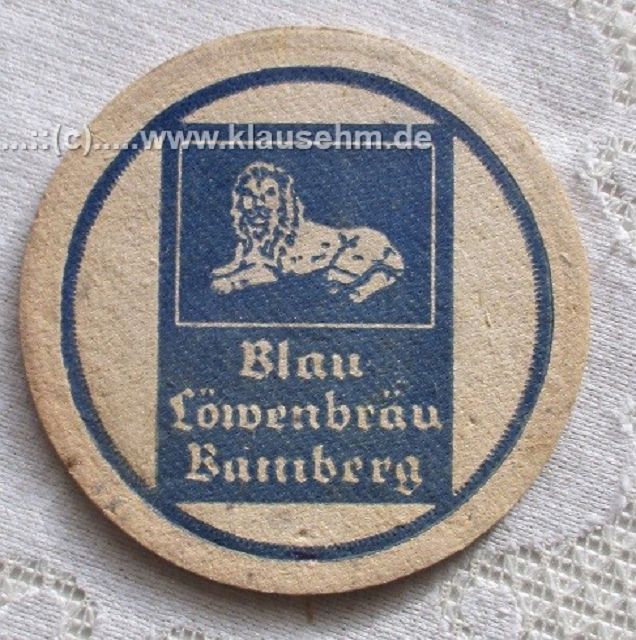 ...::(c).....www.klausehm.de
Blau
Löwenbräu
Bamberg